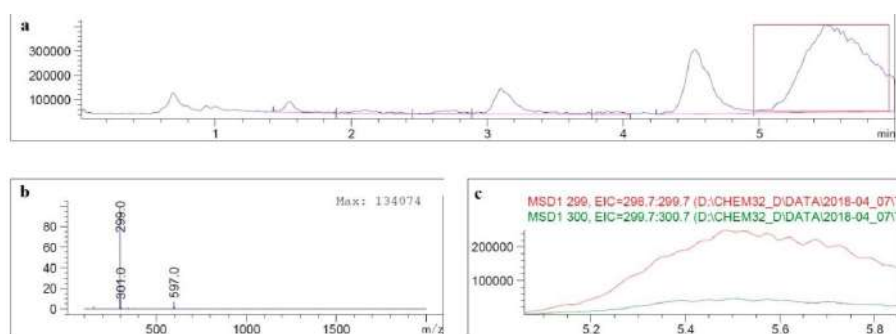 a
300000
200000
100000
1 2 3 4 5 min
b
Max: 134074
80
60
40
20
0
299.0
301.0
597.0
500 1000 1500 m/z
c
MSD1 299, EIC=298.7:299.7 (D:\CHEM32_D\DATA\2018-04_07\
MSD1 300, EIC=299.7:300.7 (D:\CHEM32_D\DATA\2018-04_07\
200000
100000
5.2 5.4 5.6